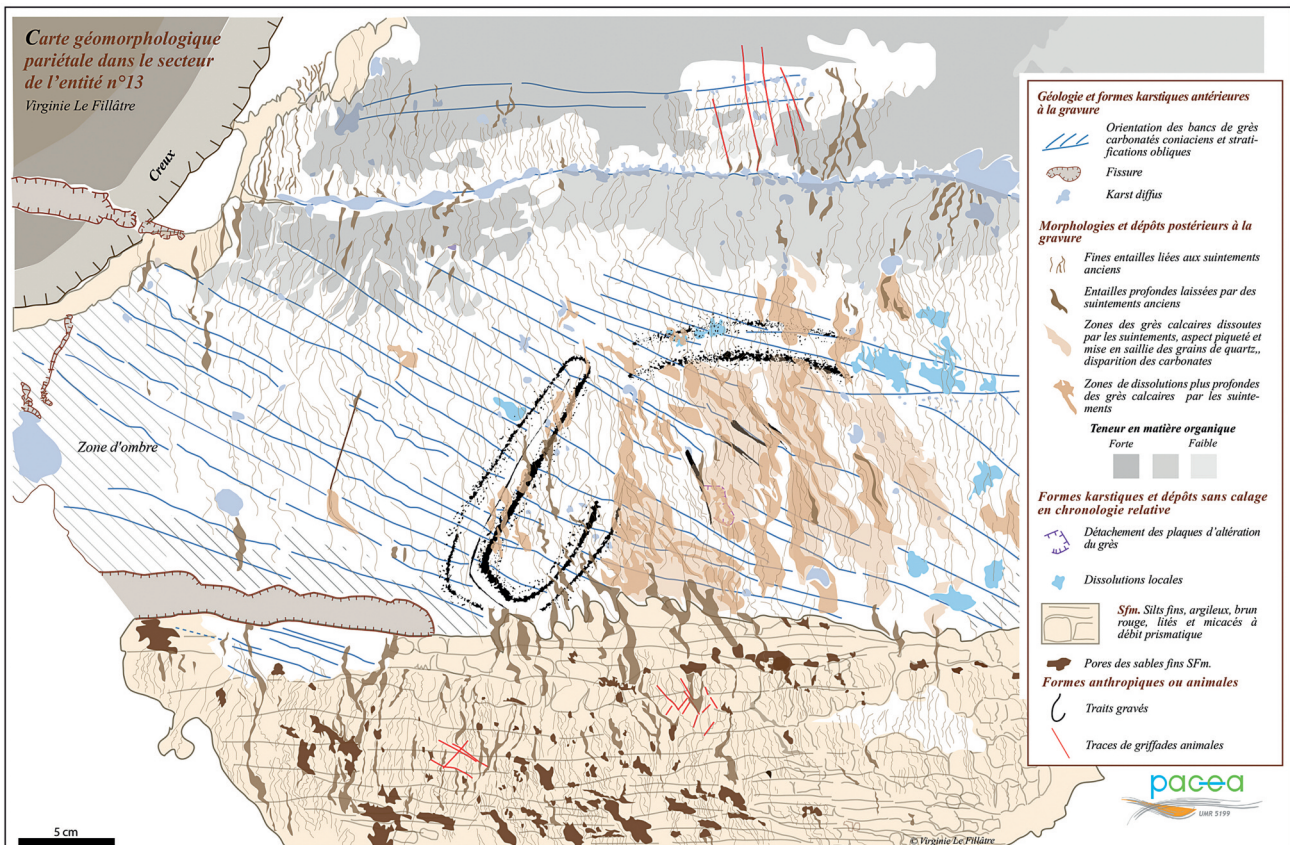 Carte géomorphologique
pariétale dans le secteur
de l'entité n°13
Virginie Le Fillâtre
Creux
Zone d'ombre
5 cm
Géologie et formes karstiques antérieures
à la gravure
Orientation des bancs de grès
carbonatés coniaciens et strati-
fications obliques
Fissure
Karst diffus
Morphologies et dépôts postérieurs à la
gravure
Fines entailles liées aux suintements
anciens
Entailles profondes laissées par des
suintements anciens
Zones des grès calcaires dissoutes
par les suintements, aspect piqueté et
mise en saillie des grains de quartz,,
disparition des carbonates
Zones de dissolutions plus profondes
des grès calcaires par les suinte-
ments
Teneur en matière organique
Forte Faible
Formes karstiques et dépôts sans calage
en chronologie relative
Détachement des plaques d'altération
du grès
Dissolutions locales
Sfm. Silts fins, argileux, brun
rouge, lités et micacés à
débit prismatique
Pores des sables fins SFm.
Formes anthropiques ou animales
Traits gravés
Traces de griffades animales
pacea
UMR 5199
© Virginie Le Fillâtre